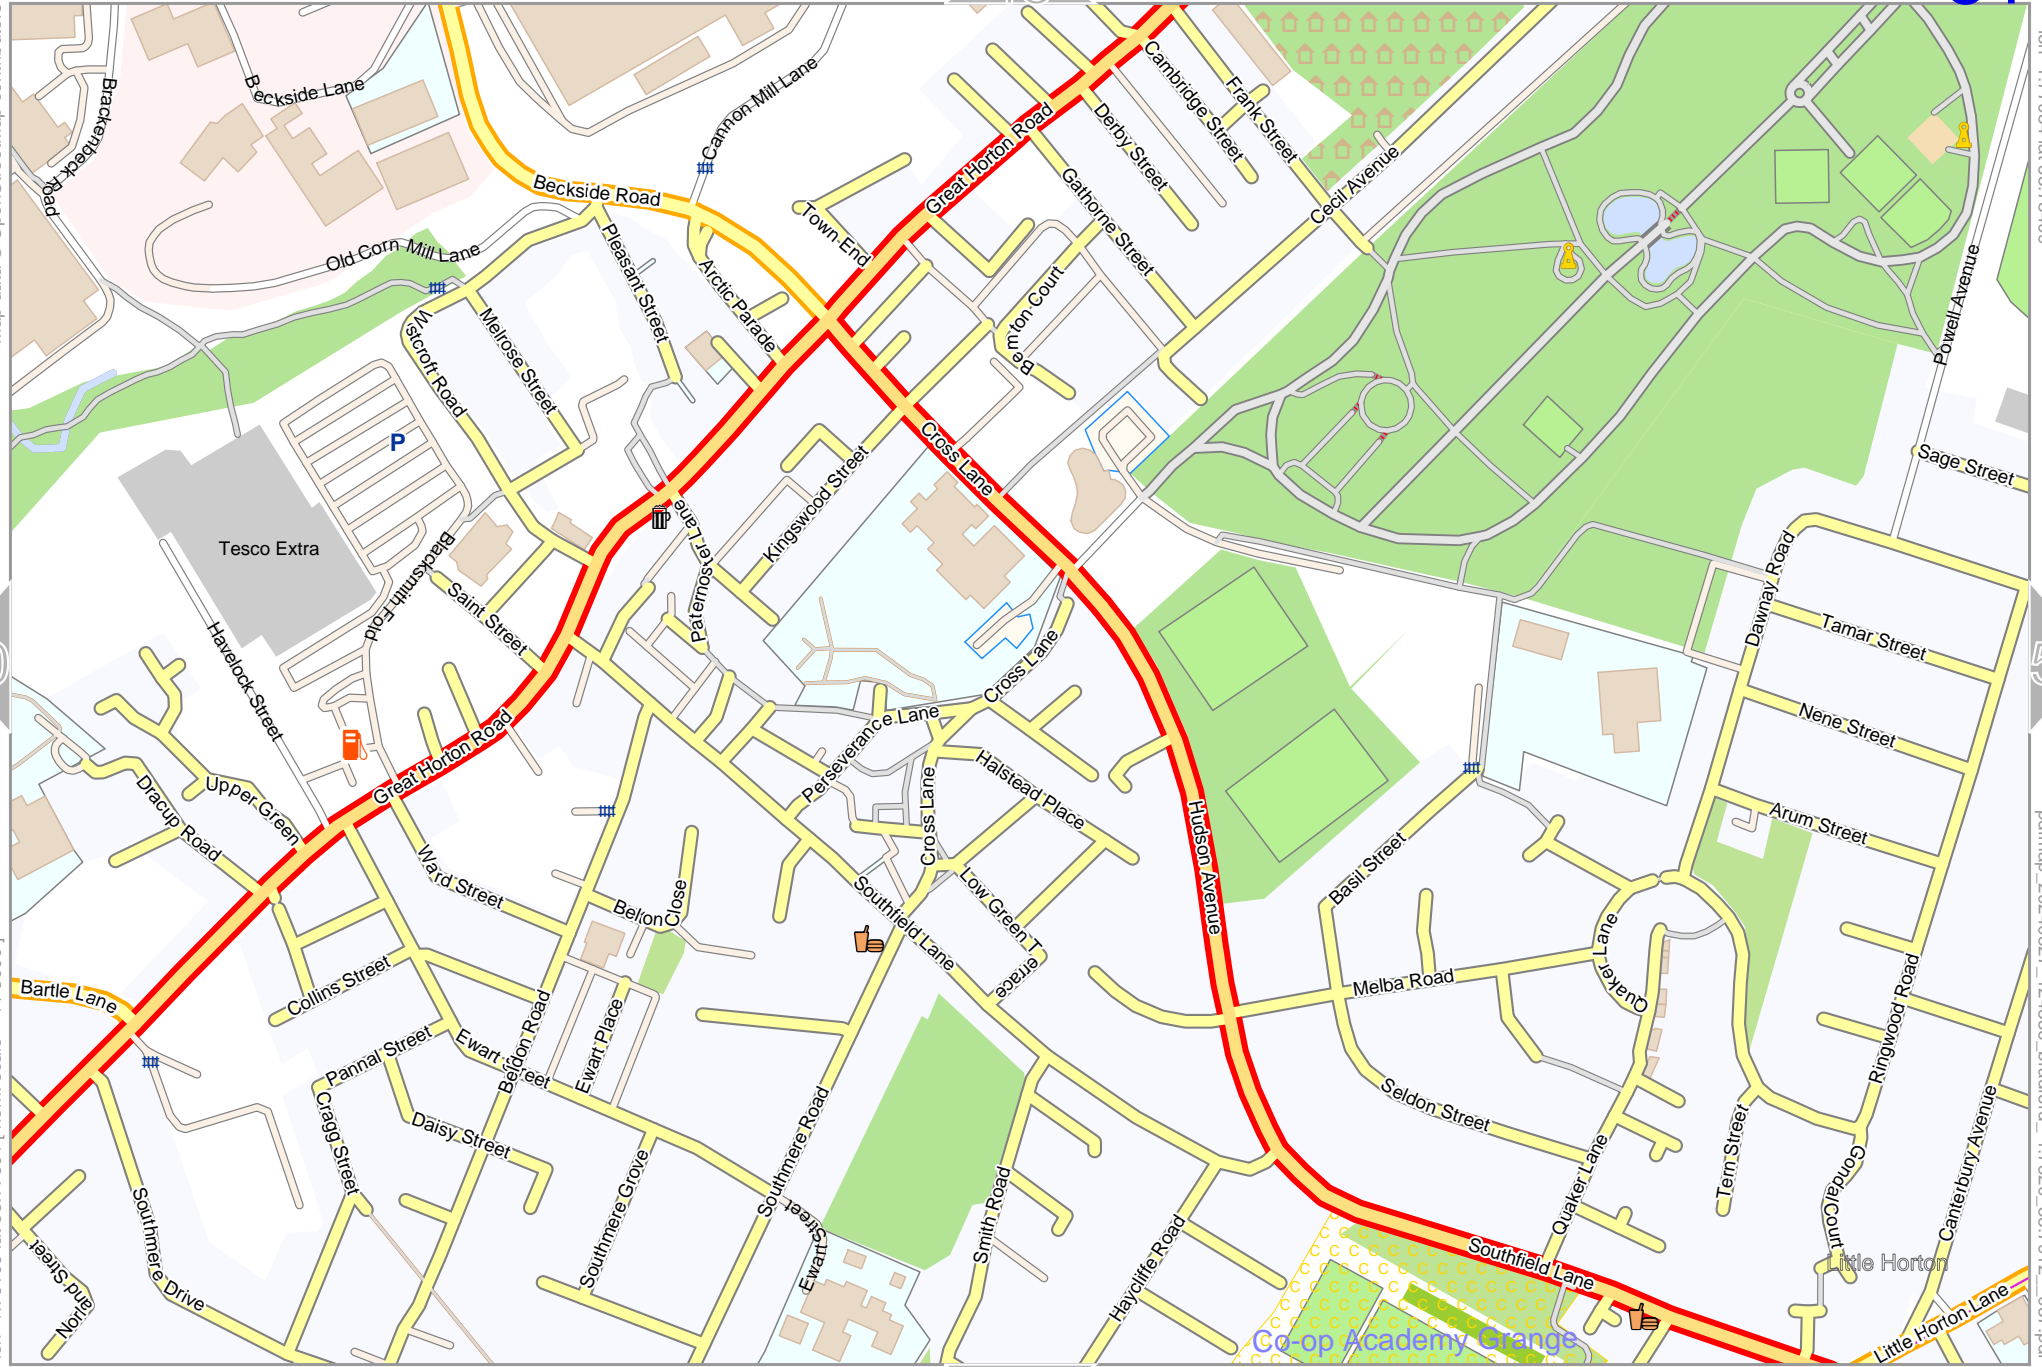 Beckside Lane
Cannon Mill Lane
Brackenbeck Road
Cambridge Street
Frank Street
Great Horton Road
Derby Street
Cecil Avenue
Beckside Road
Gathorne Street
Town End
Old Corn Mill Lane
Pleasant Street
Arctic Parade
Bempton Court
Powell Avenue
Westcroft Road
Melrose Street
P
Cross Lane
Sage Street
Kingswood Street
Tesco Extra
Blacksmith Fold
Paternoster Lane
Saint Street
Dawnay Road
Tamar Street
Havelock Street
Cross Lane
Nene Street
Perseverance Lane
Great Horton Road
Halstead Place
Upper Green
Dracup Road
Arum Street
Hudson Avenue
Cross Lane
Basil Street
Ward Street
Belton Close
Southfield Lane
Low Green Terrace
Quaker Lane
Melba Road
Collins Street
Bartle Lane
Beldon Road
Ewart Place
Ringwood Road
Pannal Street
Ewart Street
Cragg Street
Daisy Street
Southmere Road
Seldon Street
Tern Street
Canterbury Avenue
Quaker Lane
Gondal Court
Southmere Grove
Southmere Drive
Smith Road
Haycliffe Road
Ewart Street
Norland Street
Southfield Lane
Little Horton
Little Horton Lane
Co-op Academy Grange